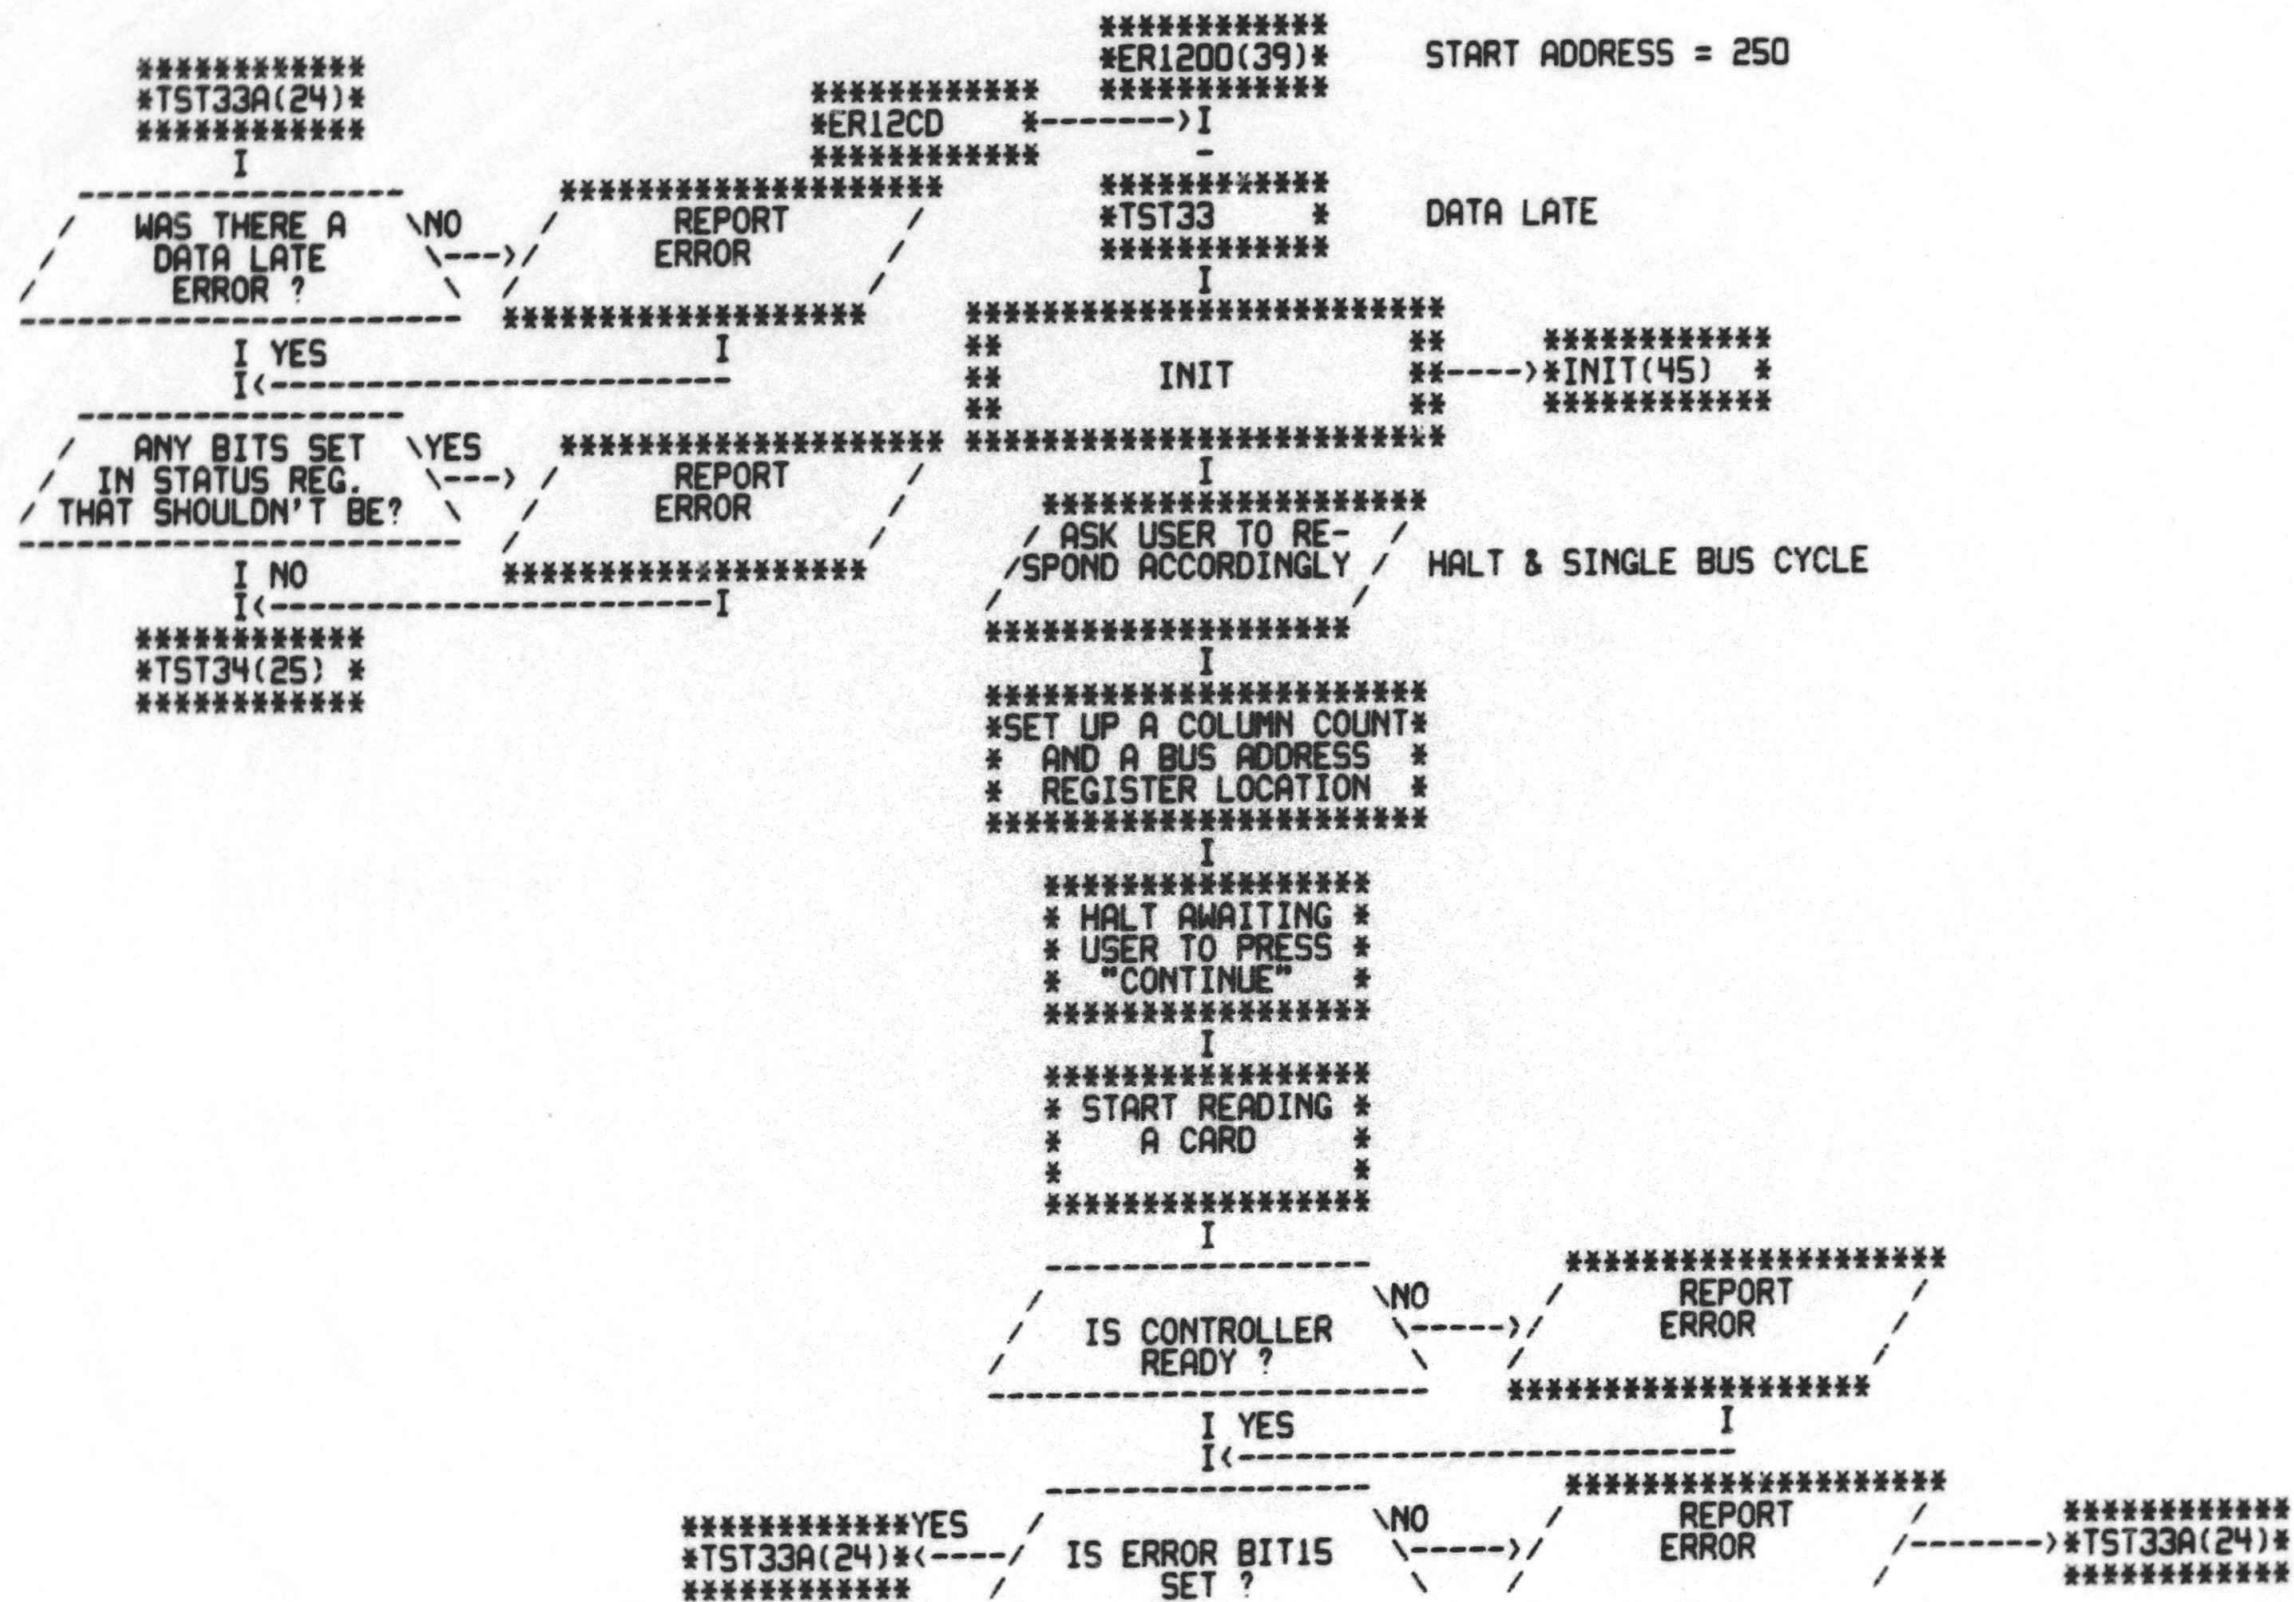 TST33A(24)
WAS THERE A
DATA LATE
ERROR ?
NO
REPORT
ERROR
YES
ANY BITS SET
IN STATUS REG.
THAT SHOULDN'T BE?
YES
REPORT
ERROR
NO
TST34(25)
ER1200(39)
START ADDRESS = 250
ER12CD
TST33
DATA LATE
INIT
INIT(45)
ASK USER TO RE-
SPOND ACCORDINGLY
HALT & SINGLE BUS CYCLE
SET UP A COLUMN COUNT
AND A BUS ADDRESS
REGISTER LOCATION
HALT AWAITING
USER TO PRESS
"CONTINUE"
START READING
A CARD
IS CONTROLLER
READY ?
NO
REPORT
ERROR
YES
IS ERROR BIT15
SET ?
YES
TST33A(24)
NO
REPORT
ERROR
TST33A(24)